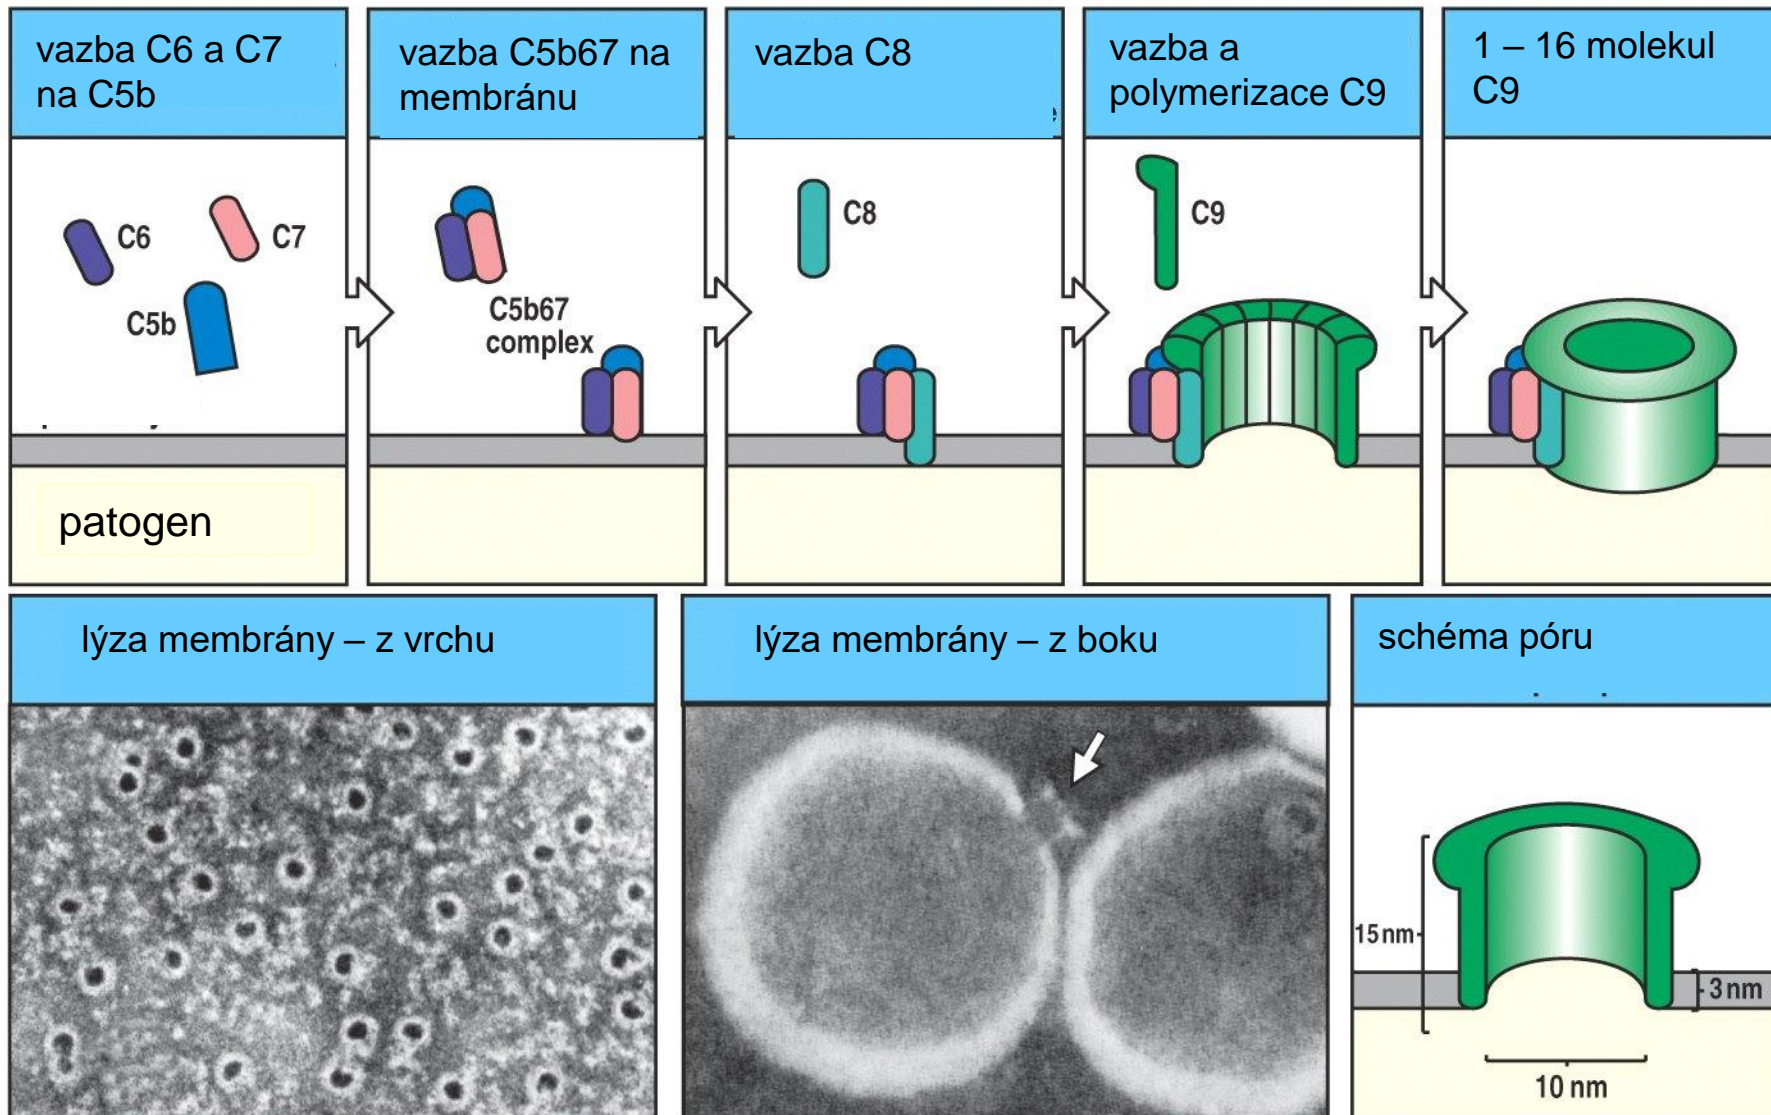 vazba C6 a C7
na C5b
vazba C5b67 na
membránu
vazba C8
vazba a
polymerizace C9
1 – 16 molekul
C9
C6
C7
C5b
C5b67
complex
C8
C9
patogen
lýza membrány – z vrchu
lýza membrány – z boku
schéma póru
15 nm
3 nm
10 nm